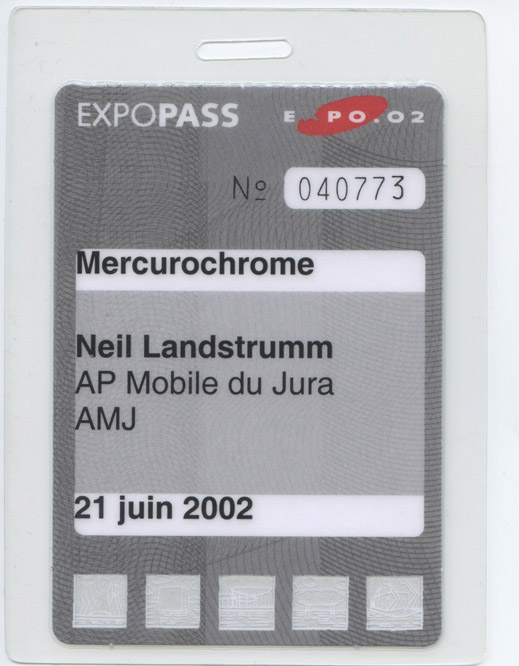 EXPOPASS
EXPO.02
Nº 040773
Mercurochrome
Neil Landstrumm
AP Mobile du Jura
AMJ
21 juin 2002